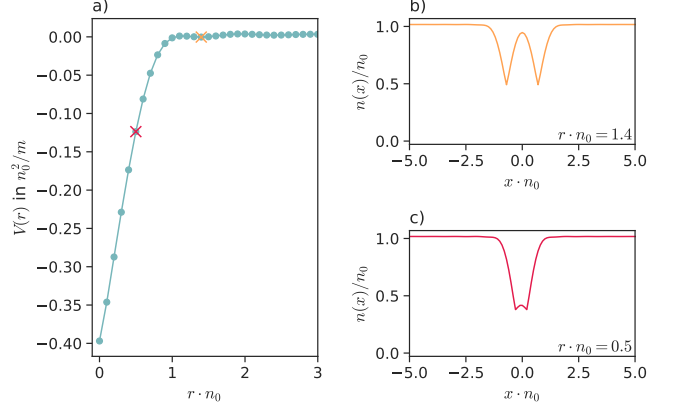 a)
V(r) in n₀²/m
0.00
−0.05
−0.10
−0.15
−0.20
−0.25
−0.30
−0.35
−0.40
0
1
2
3
r · n₀
b)
n(x)/n₀
1.0
0.5
0.0
r · n₀ = 1.4
−5.0
−2.5
0.0
2.5
5.0
x · n₀
c)
n(x)/n₀
1.0
0.5
0.0
r · n₀ = 0.5
−5.0
−2.5
0.0
2.5
5.0
x · n₀